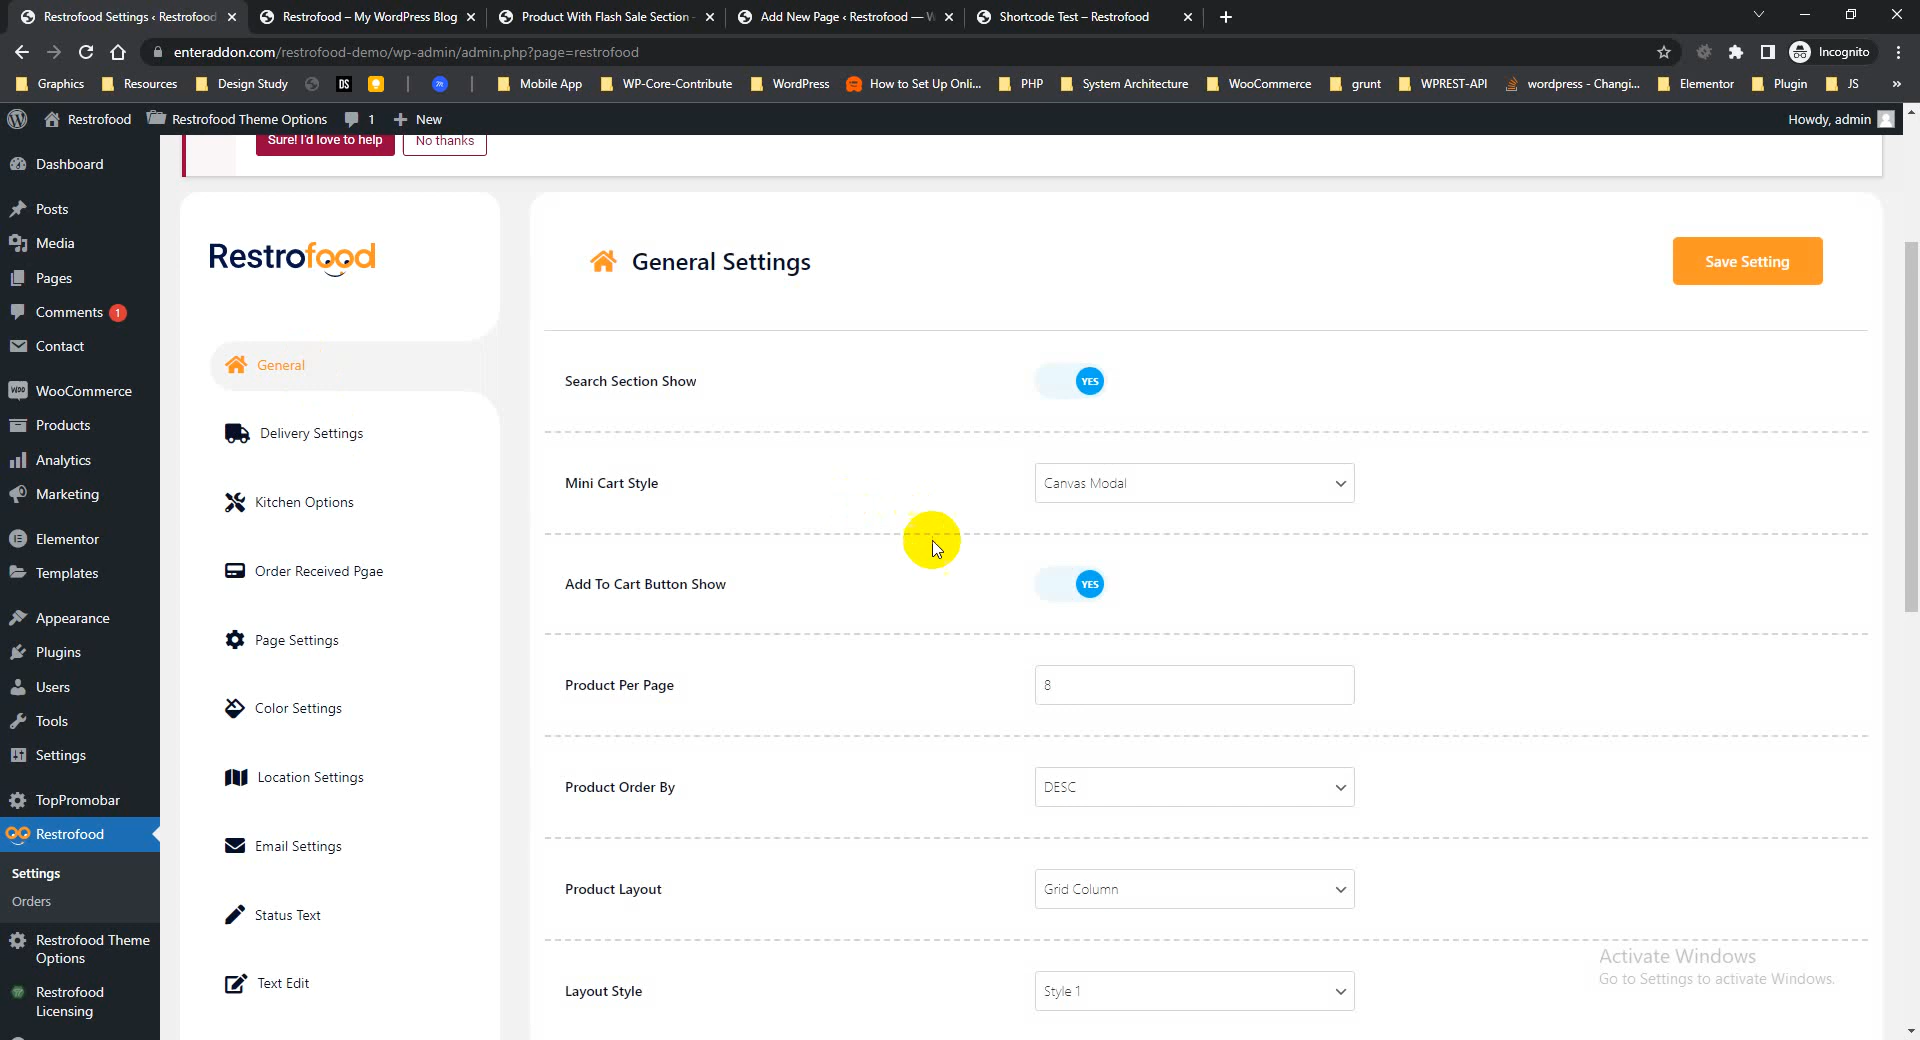 Restrofood Settings ‹ Restrofood
Restrofood – My WordPress Blog
Product With Flash Sale Section -
Add New Page ‹ Restrofood — W
Shortcode Test – Restrofood
enteraddon.com/restrofood-demo/wp-admin/admin.php?page=restrofood
Incognito
Graphics
Resources
Design Study
DS
Mobile App
WP-Core-Contribute
WordPress
How to Set Up Onli...
PHP
System Architecture
WooCommerce
grunt
WPREST-API
wordpress - Changi...
Elementor
Plugin
JS
»
Restrofood
Restrofood Theme Options
1
New
Howdy, admin
Sure! I'd love to help
No thanks
Dashboard
Posts
Media
Pages
Comments 1
Contact
WooCommerce
Products
Analytics
Marketing
Elementor
Templates
Appearance
Plugins
Users
Tools
Settings
TopPromobar
Restrofood
Settings
Orders
Restrofood Theme
Options
Restrofood
Licensing
Restrofood
General
Delivery Settings
Kitchen Options
Order Received Pgae
Page Settings
Color Settings
Location Settings
Email Settings
Status Text
Text Edit
General Settings
Save Setting
Search Section Show
YES
Mini Cart Style
Canvas Modal
Add To Cart Button Show
YES
Product Per Page
8
Product Order By
DESC
Product Layout
Grid Column
Layout Style
Style 1
Activate Windows
Go to Settings to activate Windows.